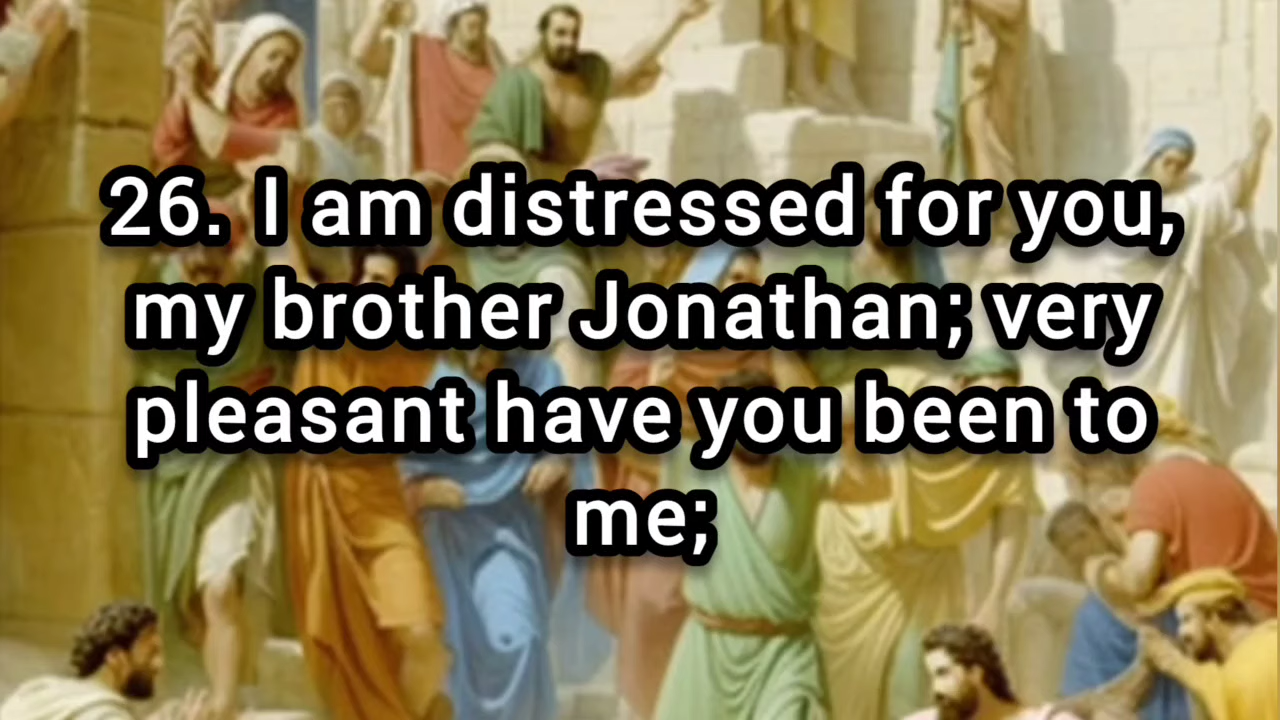 26. I am distressed for you,
my brother Jonathan; very
pleasant have you been to
me;